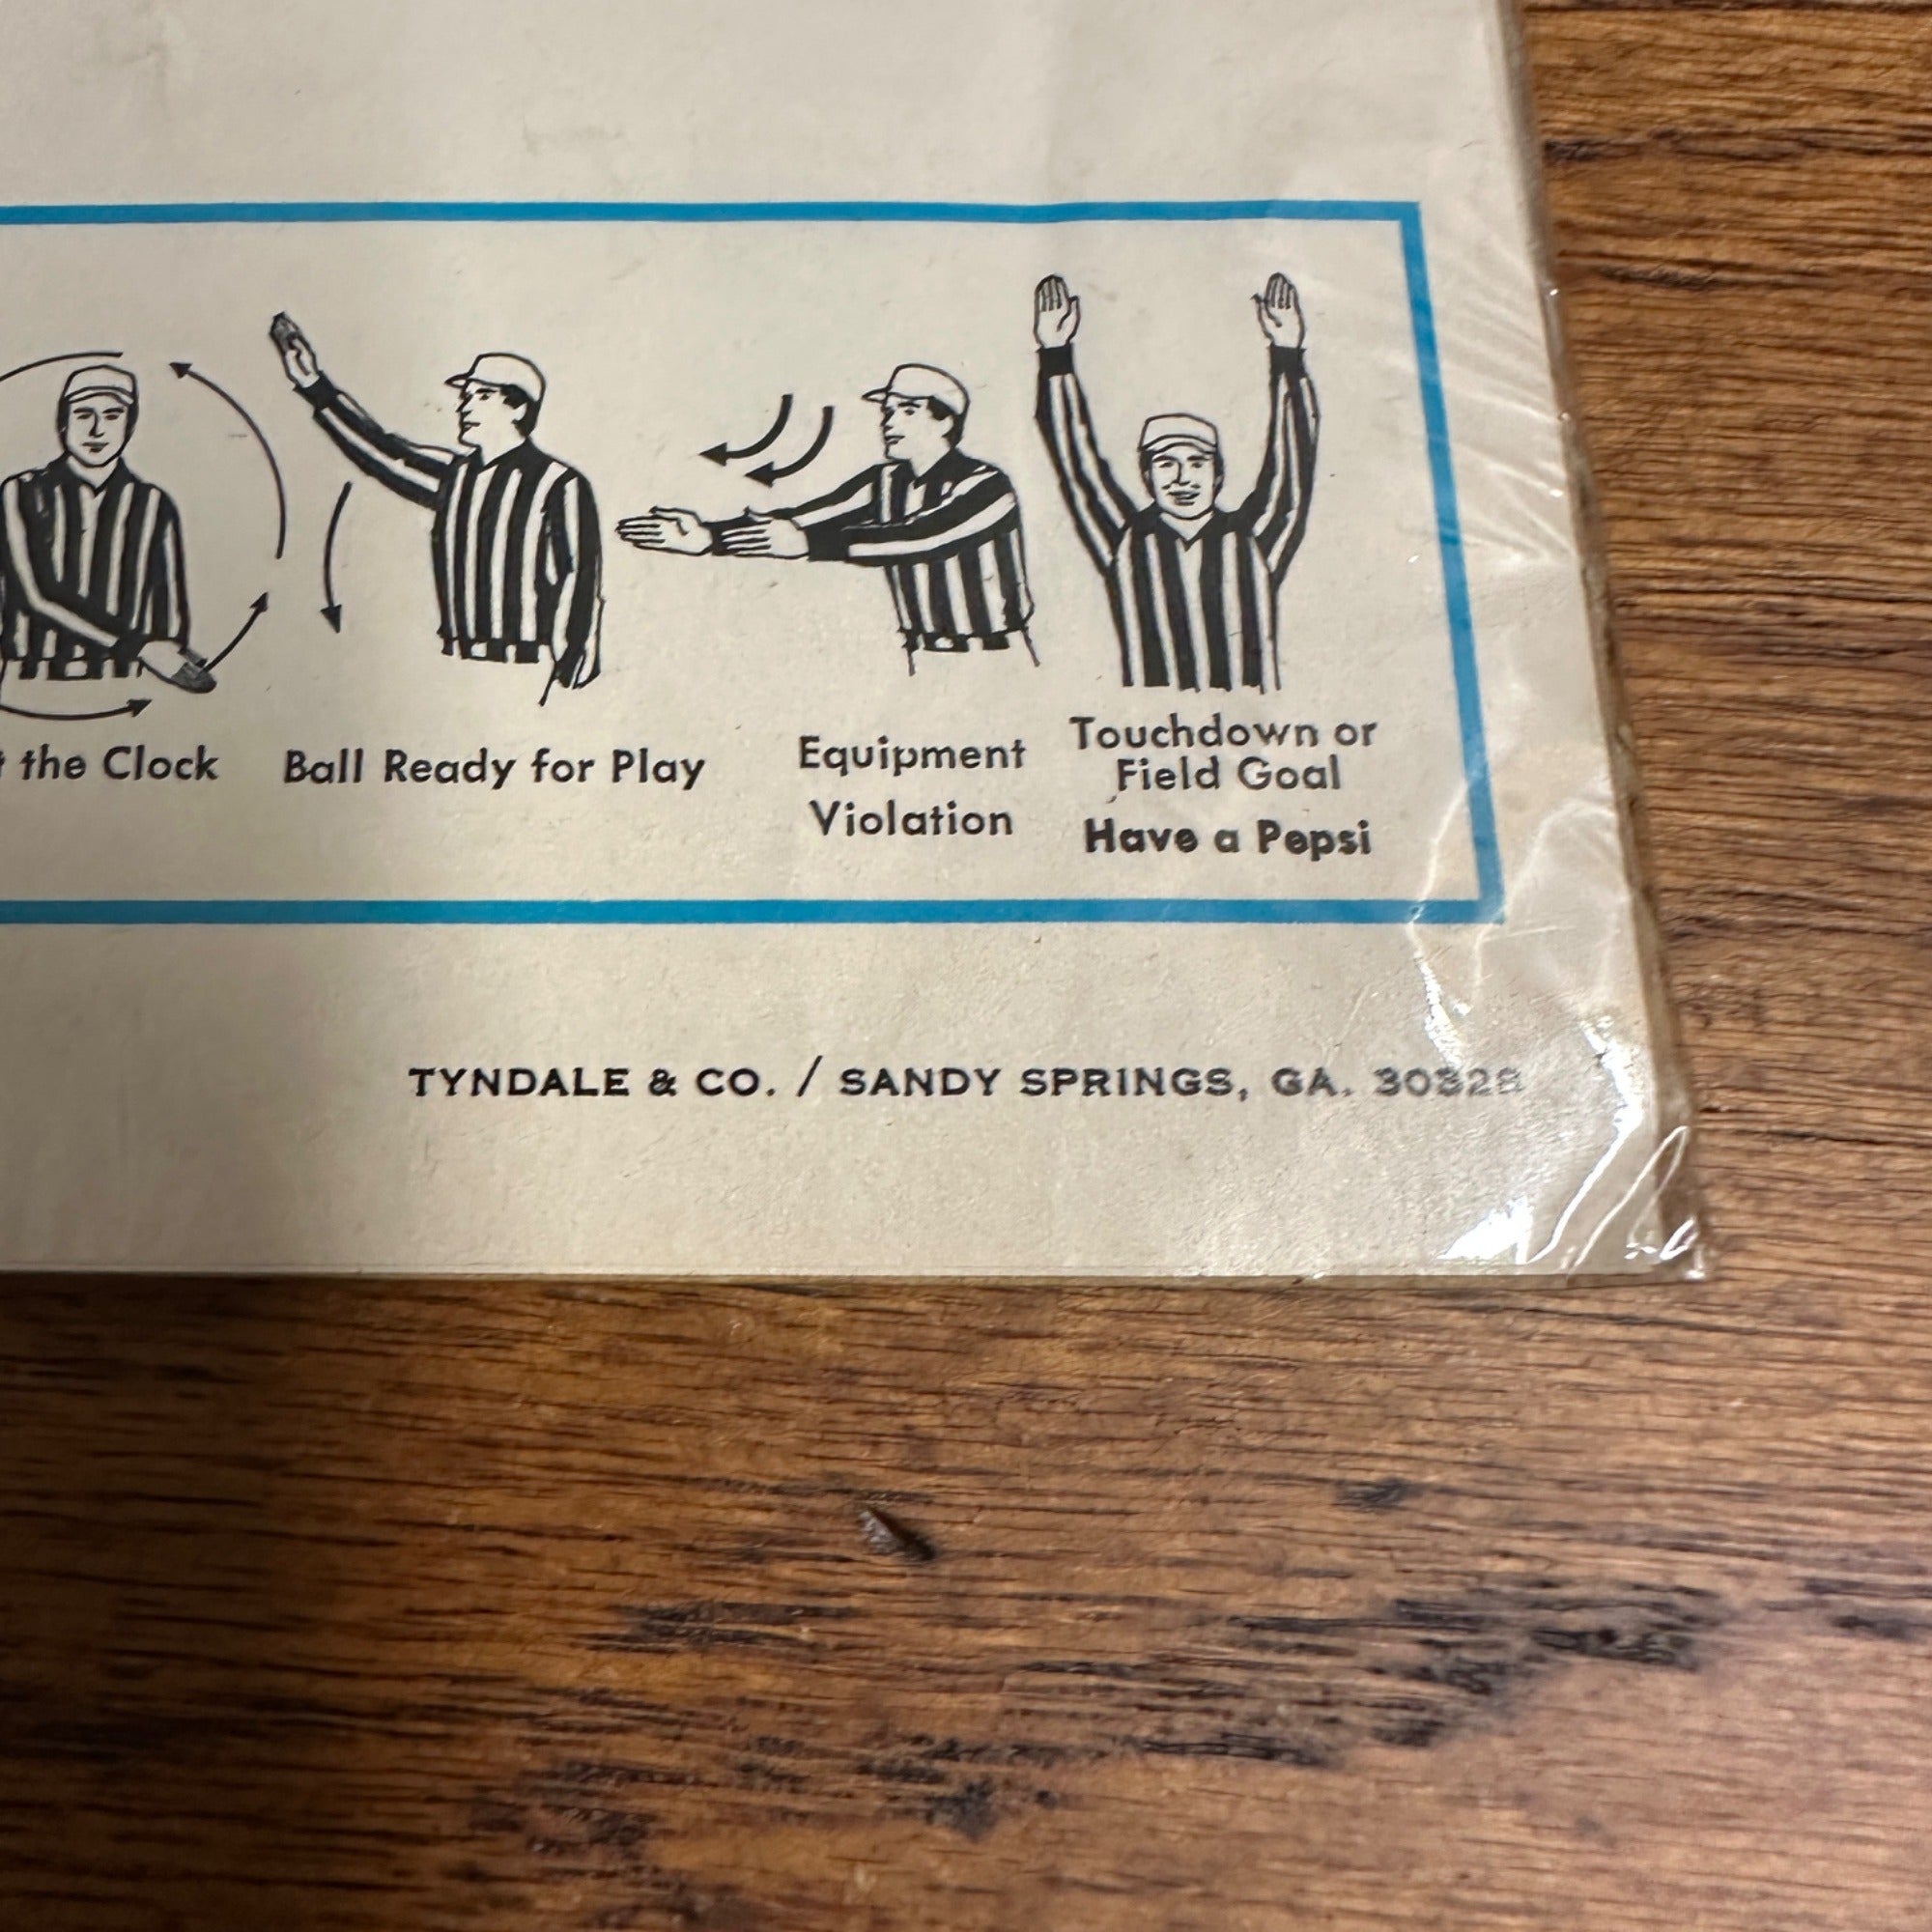 the Clock
Ball Ready for Play
Equipment
Violation
Touchdown or
Field Goal
Have a Pepsi
TYNDALE & CO. / SANDY SPRINGS, GA. 30328